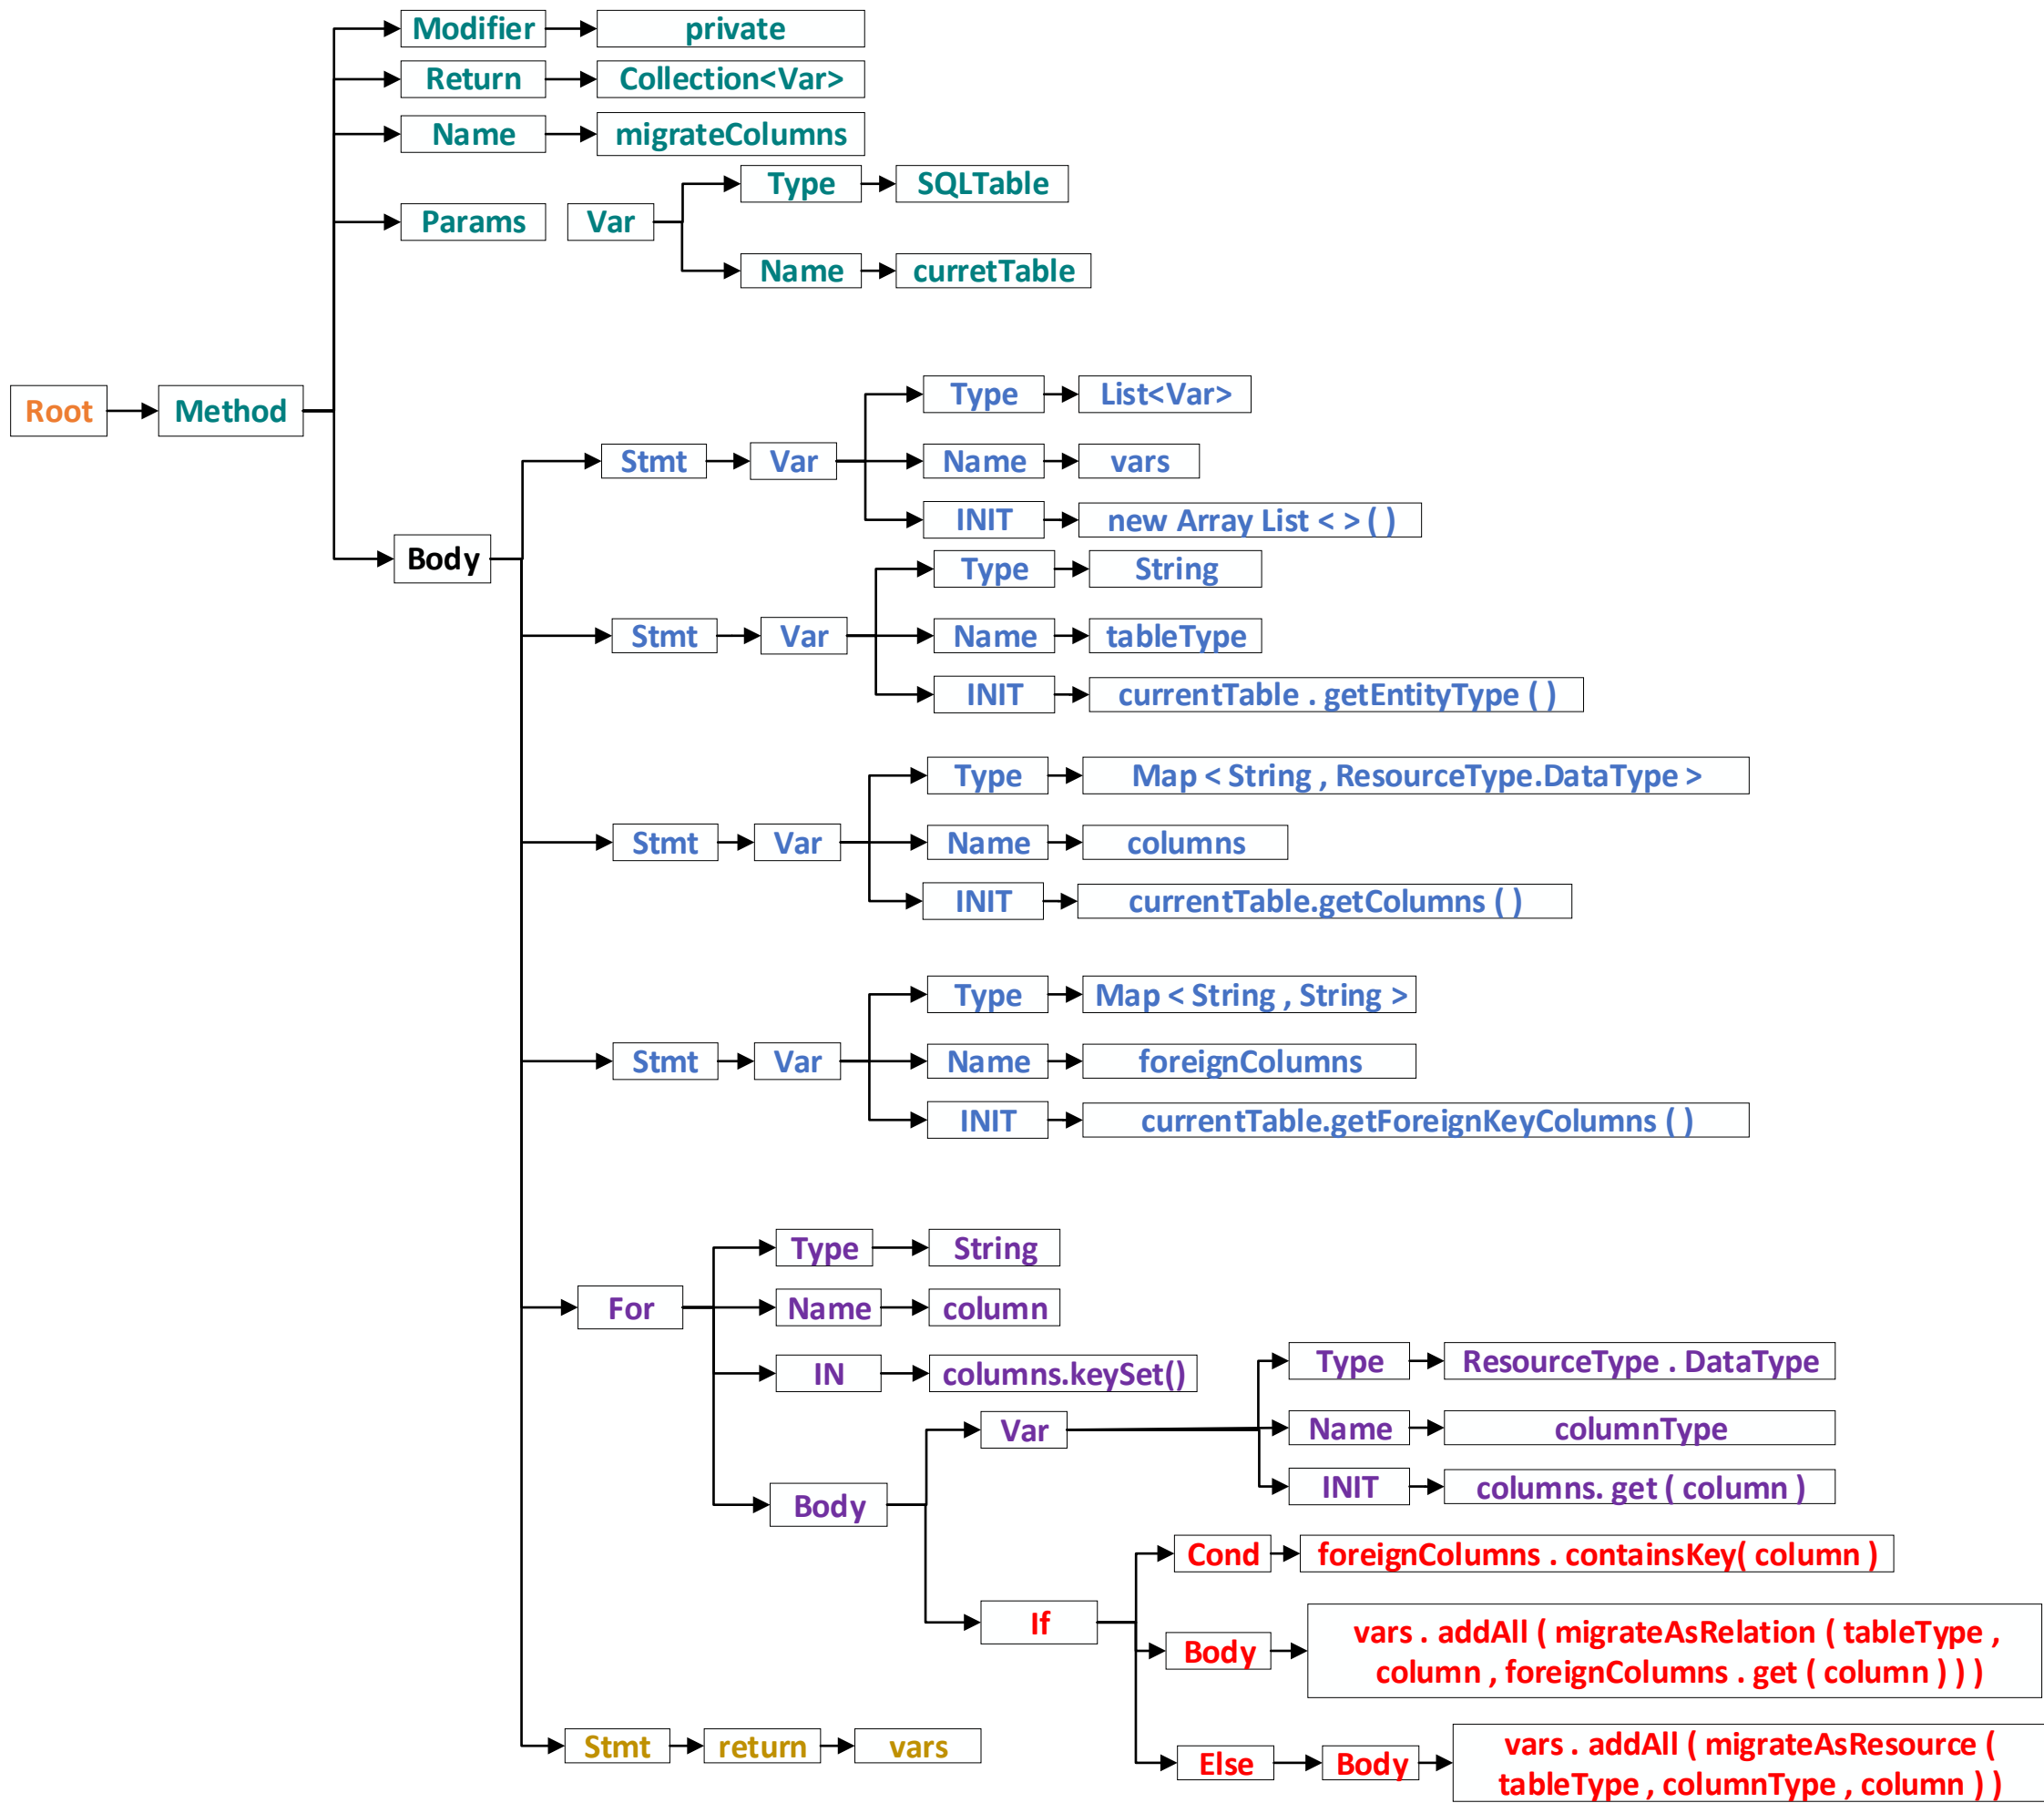 Modifier private
Return Collection<Var>
Name migrateColumns
Type SQLTable
Params Var
Name curretTable
Root Method
Type List<Var>
Stmt Var Name vars
INIT new Array List < > ( )
Body
Type String
Stmt Var Name tableType
INIT currentTable . getEntityType ( )
Type Map < String , ResourceType.DataType >
Stmt Var Name columns
INIT currentTable.getColumns ( )
Type Map < String , String >
Stmt Var Name foreignColumns
INIT currentTable.getForeignKeyColumns ( )
Type String
For Name column
IN columns.keySet()
Type ResourceType . DataType
Var Name columnType
INIT columns. get ( column )
Body
Cond foreignColumns . containsKey( column )
If
Body vars . addAll ( migrateAsRelation ( tableType ,
column , foreignColumns . get ( column ) ) )
Stmt return vars
Else Body vars . addAll ( migrateAsResource (
tableType , columnType , column ) )